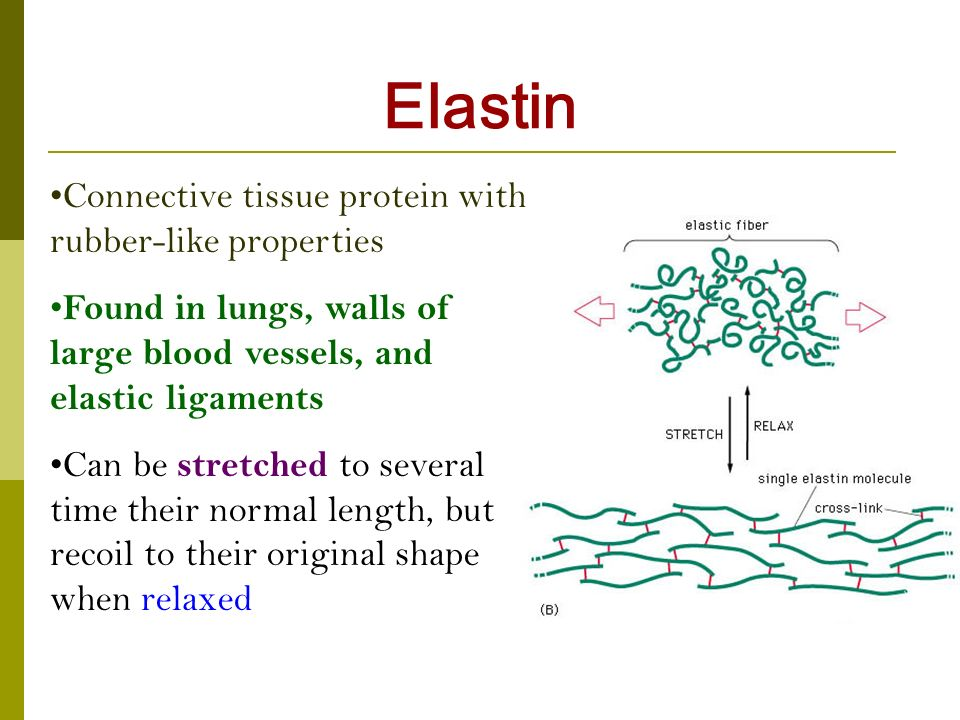 Elastin
•Connective tissue protein with
rubber-like properties
•Found in lungs, walls of
large blood vessels, and
elastic ligaments
•Can be stretched to several
time their normal length, but
recoil to their original shape
when relaxed
elastic fiber
STRETCH
RELAX
single elastin molecule
cross-link
(B)